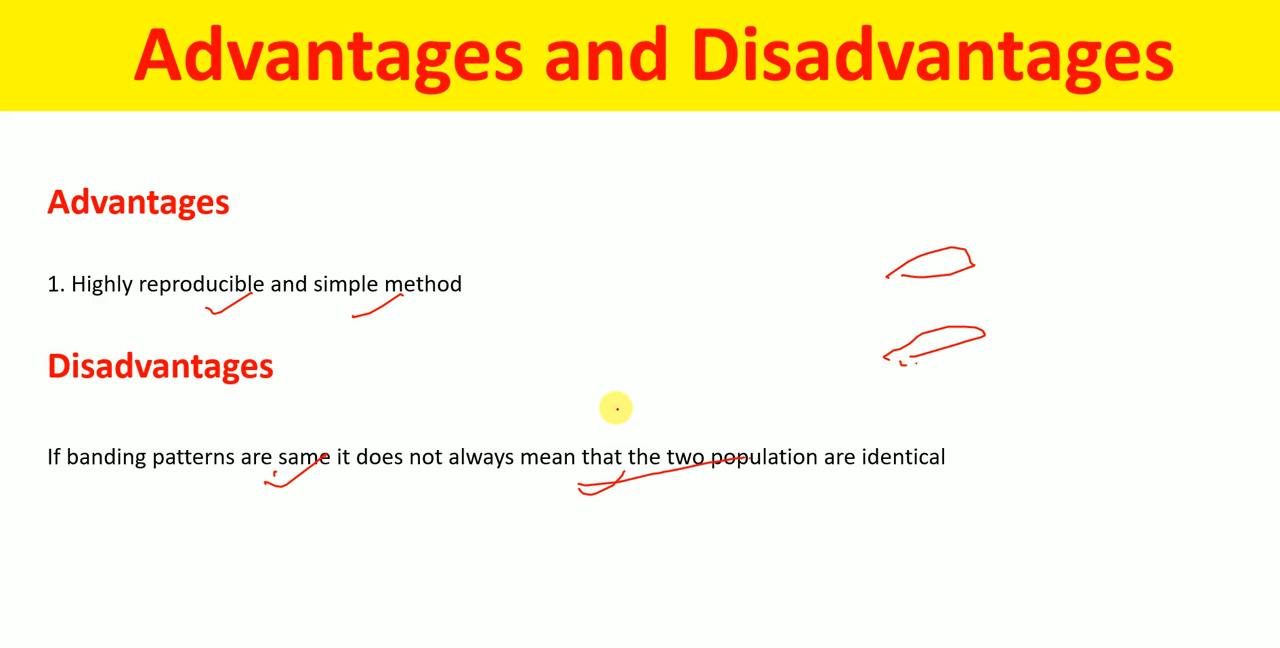 Advantages and Disadvantages
Advantages
1. Highly reproducible and simple method
Disadvantages
If banding patterns are same it does not always mean that the two population are identical